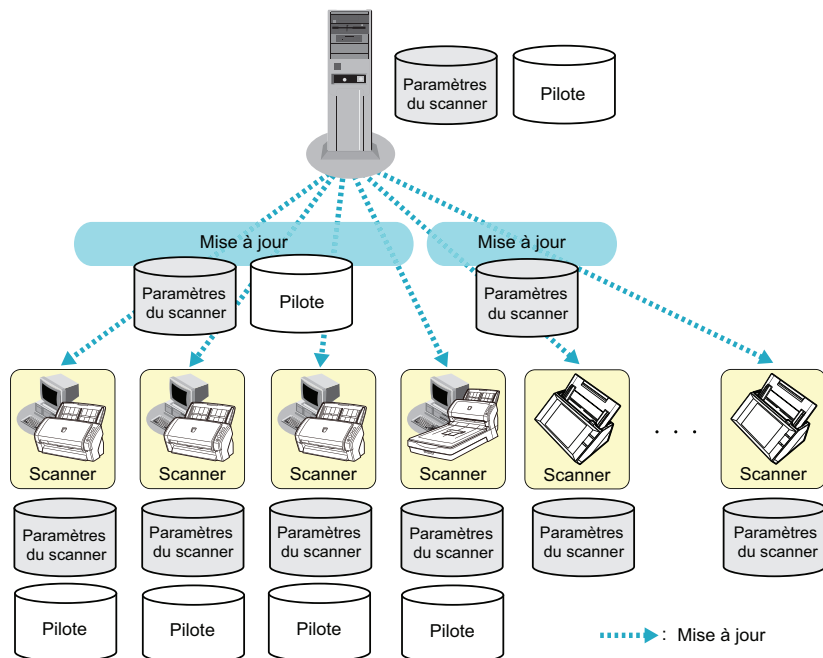 Paramètres
du scanner
Pilote
Mise à jour
Mise à jour
Paramètres
du scanner
Pilote
Paramètres
du scanner
Scanner
Scanner
Scanner
Scanner
Scanner
. . .
Scanner
Paramètres
du scanner
Paramètres
du scanner
Paramètres
du scanner
Paramètres
du scanner
Paramètres
du scanner
Paramètres
du scanner
Pilote
Pilote
Pilote
Pilote
: Mise à jour